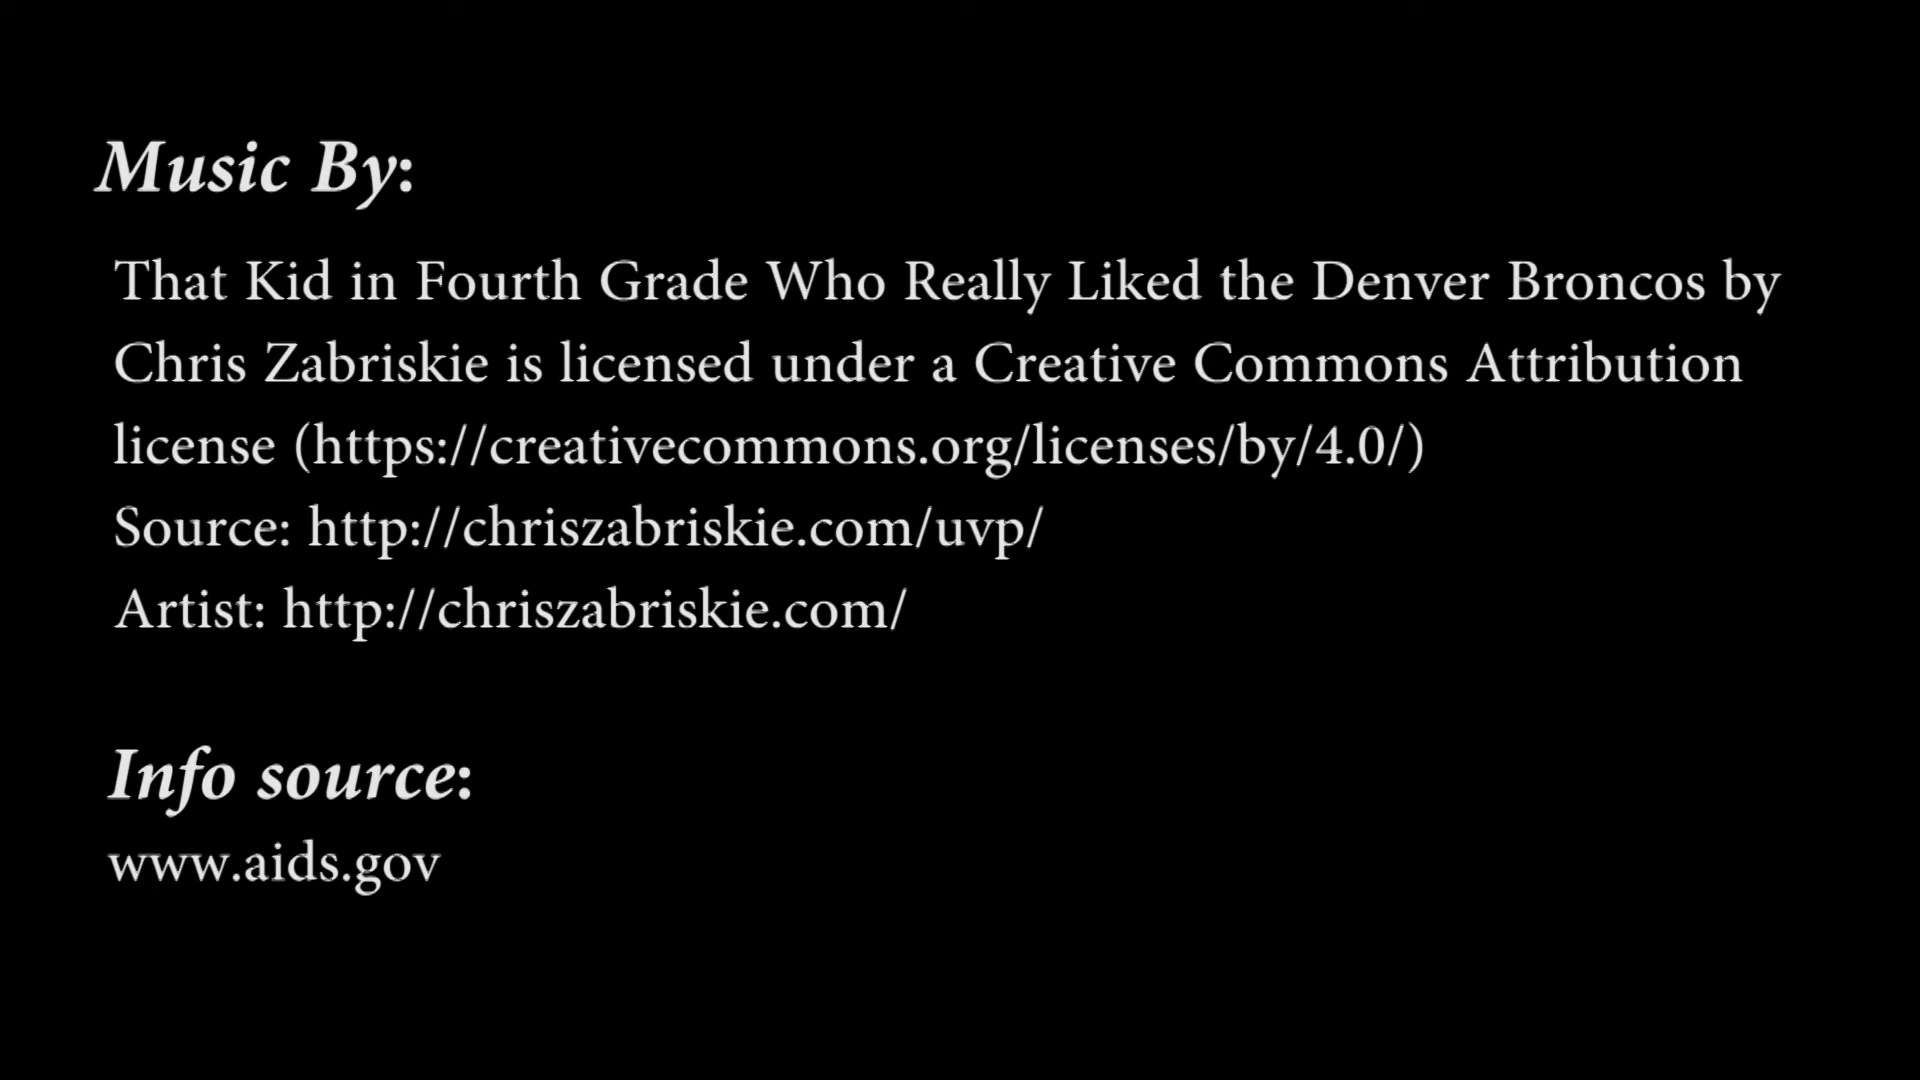 Music By:
That Kid in Fourth Grade Who Really Liked the Denver Broncos by
Chris Zabriskie is licensed under a Creative Commons Attribution
license (https://creativecommons.org/licenses/by/4.0/)
Source: http://chriszabriskie.com/uvp/
Artist: http://chriszabriskie.com/
Info source:
www.aids.gov